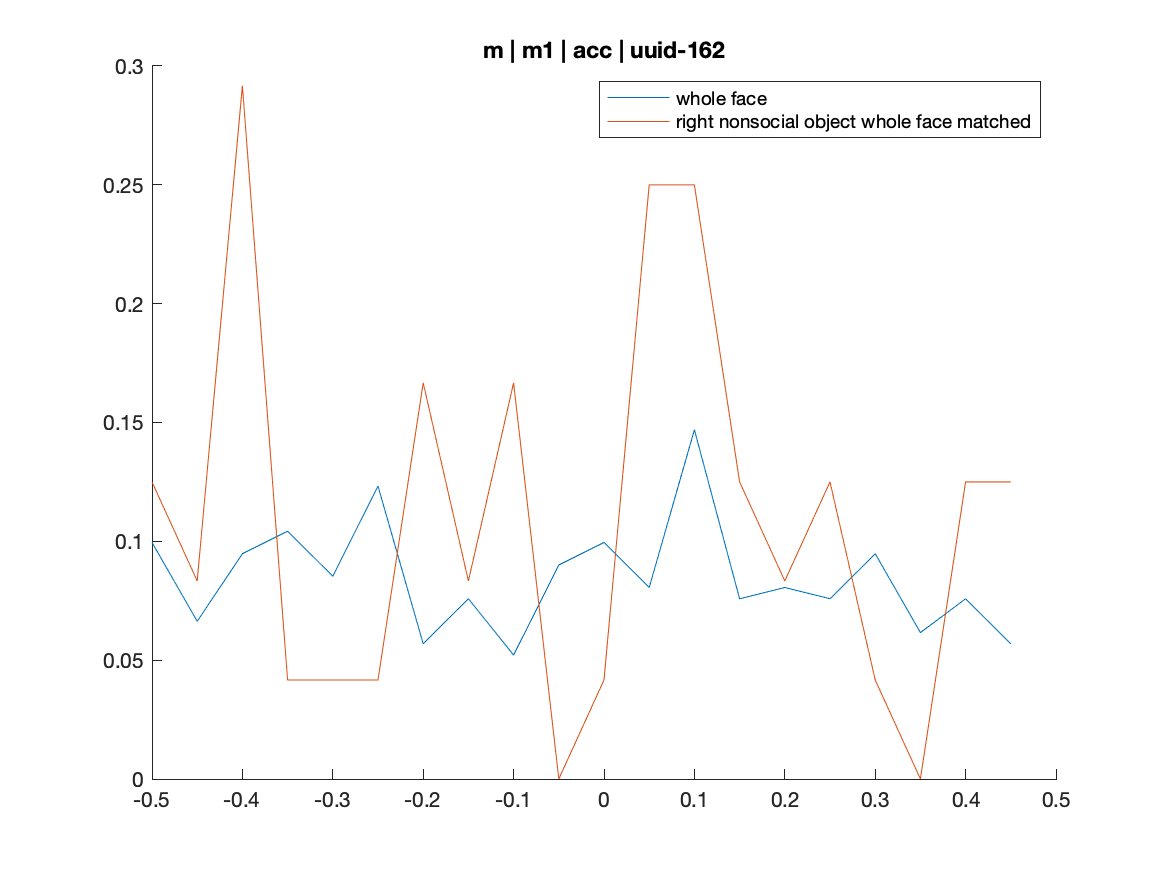 m | m1 | acc | uuid-162
whole face
right nonsocial object whole face matched
0.3
0.25
0.2
0.15
0.1
0.05
0
-0.5 -0.4 -0.3 -0.2 -0.1 0 0.1 0.2 0.3 0.4 0.5